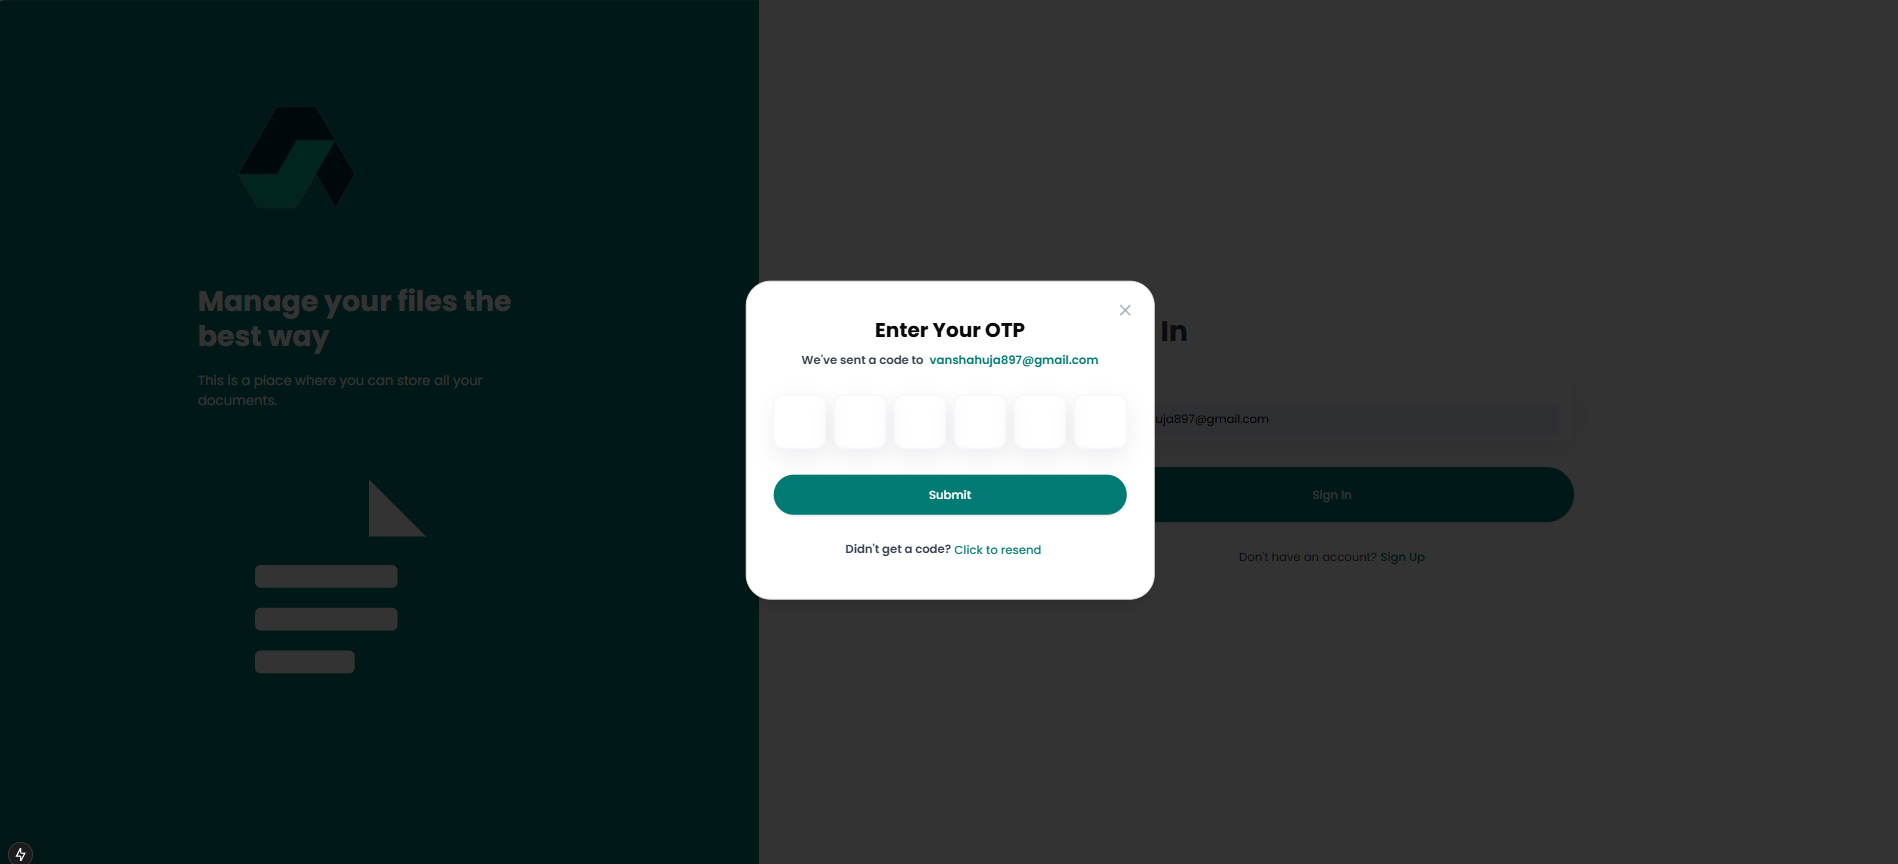 Manage your files the
best way
This is a place where you can store all your
documents.
Enter Your OTP
We've sent a code to vanshahuja897@gmail.com
Submit
Didn't get a code? Click to resend
In
uja897@gmail.com
Sign In
Don't have an account? Sign Up